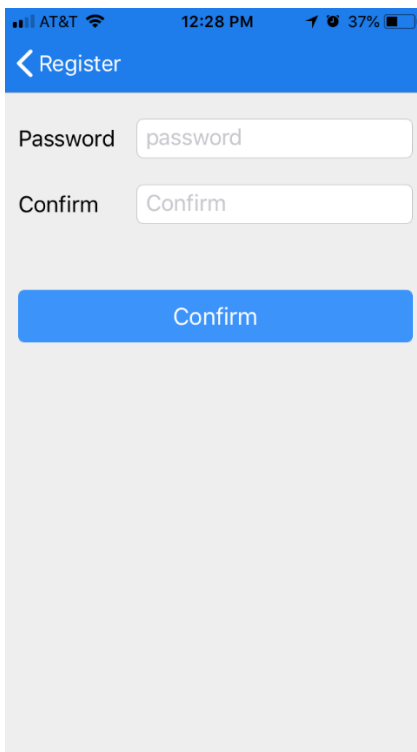 AT&T 12:28 PM 37%
Register
Password password
Confirm Confirm
Confirm